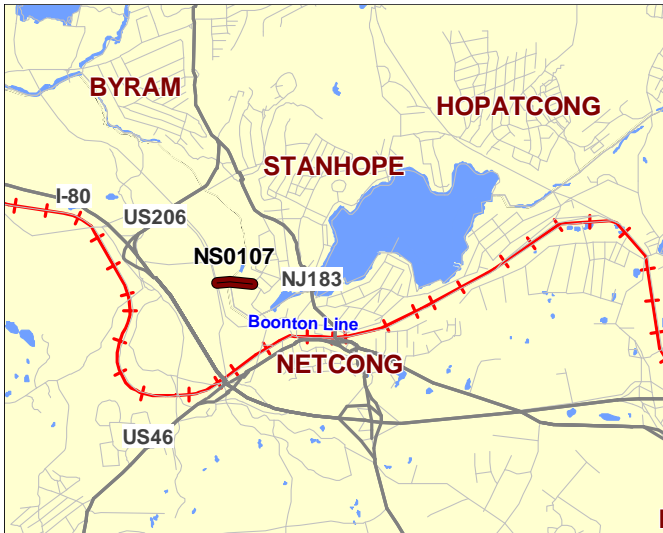 BYRAM
HOPATCONG
STANHOPE
I-80
US206
NS0107
NJ183
Boonton Line
NETCONG
US46